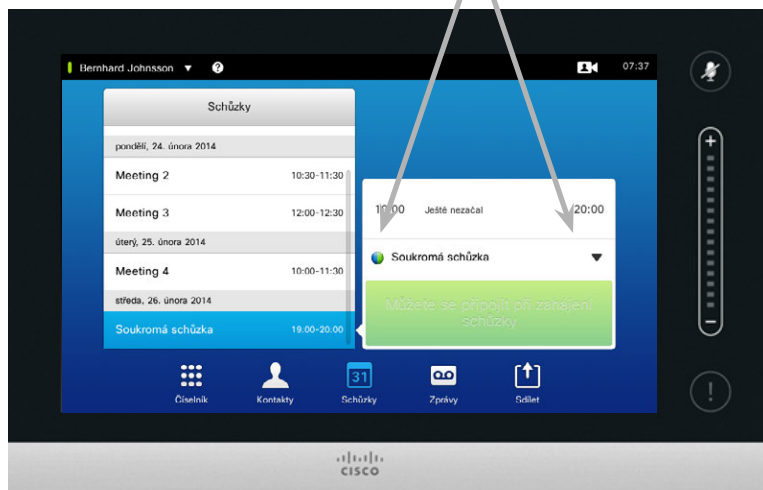 Bernhard Johnsson
?
07:37
Schůzky
pondělí, 24. února 2014
Meeting 2 10:30-11:30
Meeting 3 12:00-12:30
úterý, 25. února 2014
Meeting 4 10:00-11:30
středa, 26. února 2014
Soukromá schůzka 19.00-20.00
19:00 Ještě nezačal 20:00
Soukromá schůzka
Můžete se připojit při zahájení
schůzky
31
Číselník Kontakty Schůzky Zprávy Sdílet
+
−
!
CISCO